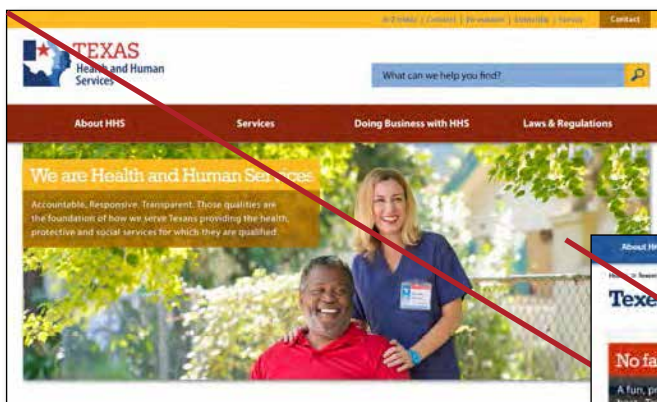 Contact
TEXAS
Health and Human
Services
What can we help you find?
About HHS
Services
Doing Business with HHS
Laws & Regulations
We are Health and Human Services
Accountable, Responsive, Transparent. Those qualities are
the foundation of how we serve Texans providing the health,
protective and social services for which they are qualified.
About H
Texe
No fa
A fun, p